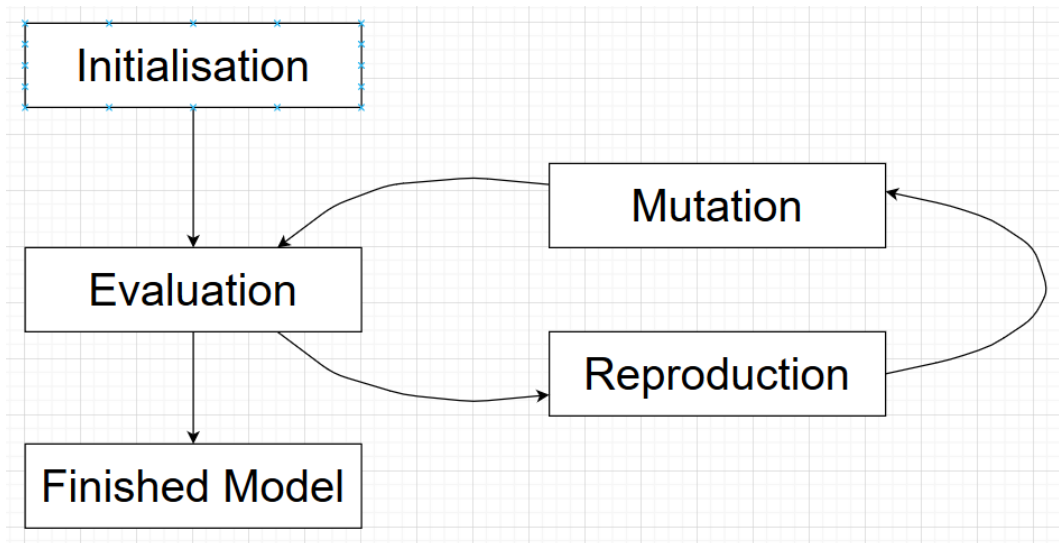 Initialisation
Mutation
Evaluation
Reproduction
Finished Model